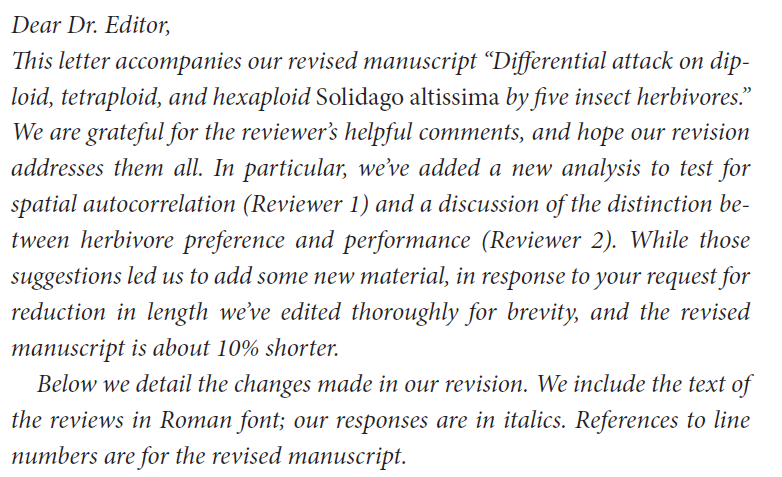 Dear Dr. Editor,
This letter accompanies our revised manuscript “Differential attack on dip-
loid, tetraploid, and hexaploid Solidago altissima by five insect herbivores.”
We are grateful for the reviewer’s helpful comments, and hope our revision
addresses them all. In particular, we’ve added a new analysis to test for
spatial autocorrelation (Reviewer 1) and a discussion of the distinction be-
tween herbivore preference and performance (Reviewer 2). While those
suggestions led us to add some new material, in response to your request for
reduction in length we’ve edited thoroughly for brevity, and the revised
manuscript is about 10% shorter.
Below we detail the changes made in our revision. We include the text of
the reviews in Roman font; our responses are in italics. References to line
numbers are for the revised manuscript.